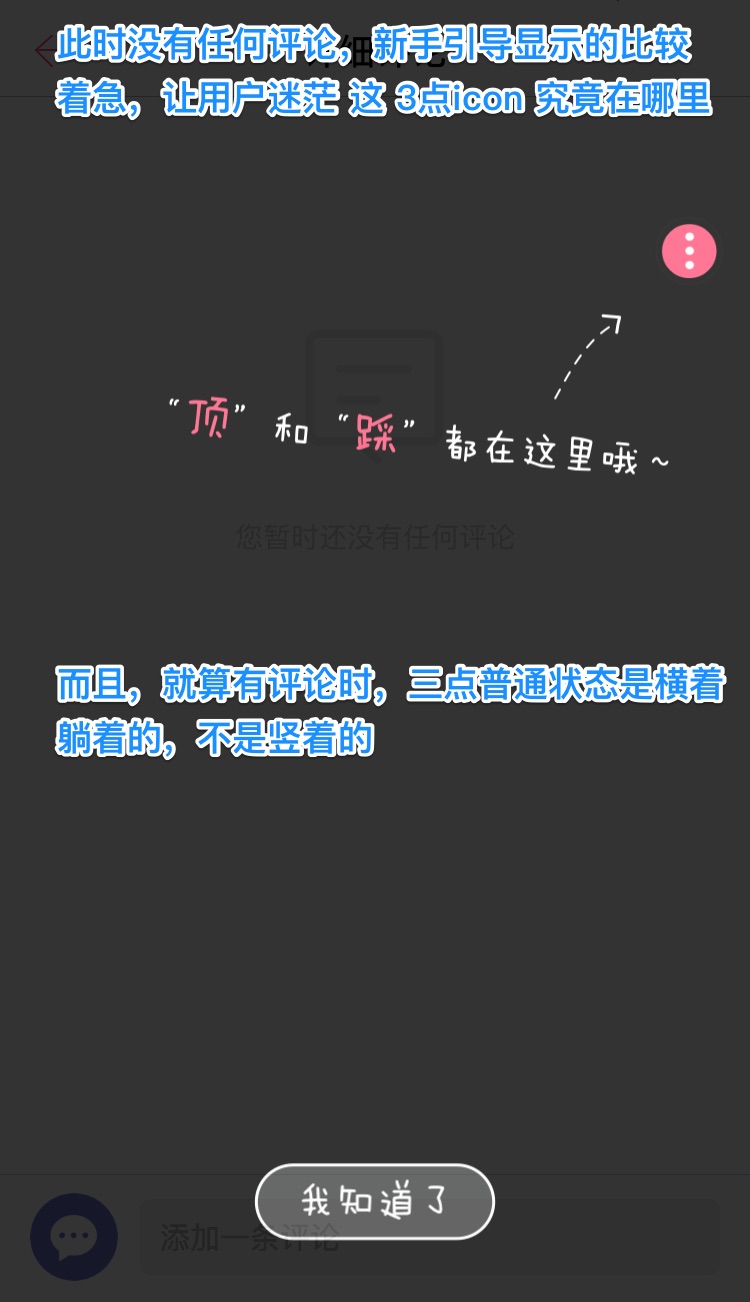 此时没有任何评论，新手引导显示的比较
着急，让用户迷茫 这 3点icon 究竟在哪里
“顶” 和 “踩” 都在这里哦～
您暂时还没有任何评论
而且，就算有评论时，三点普通状态是横着
躺着的，不是竖着的
我知道了
添加一条评论